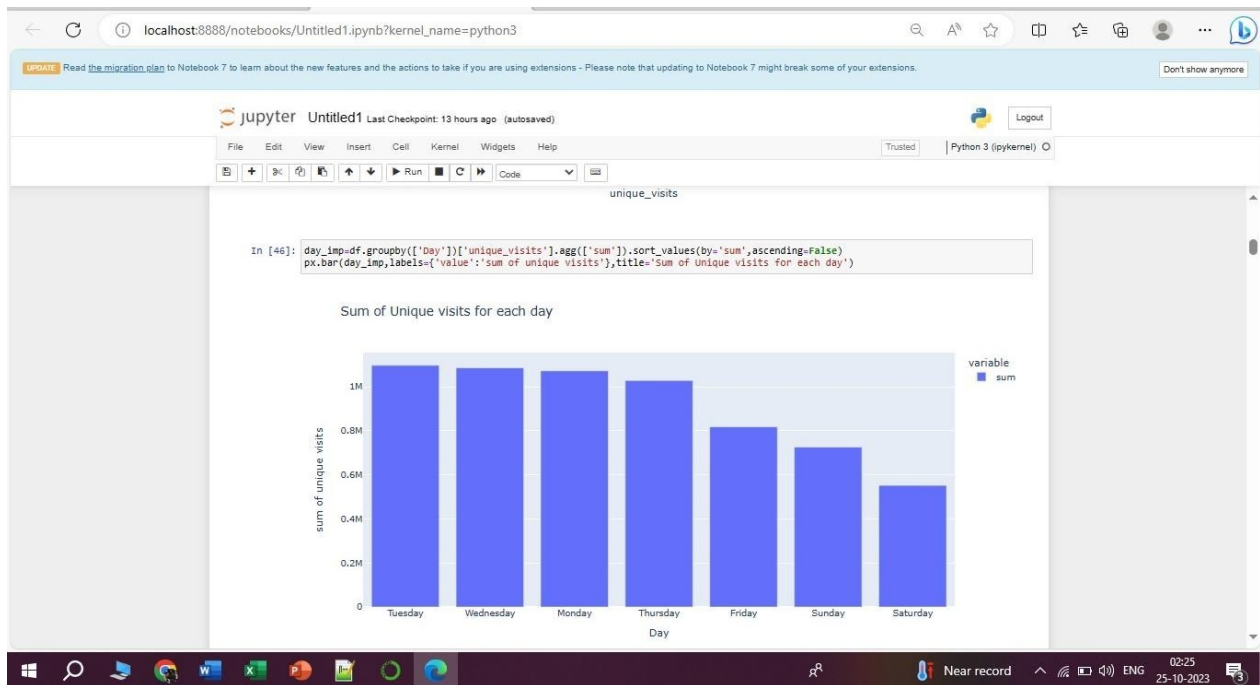 localhost:8888/notebooks/Untitled1.ipynb?kernel_name=python3
UPDATE Read the migration plan to Notebook 7 to learn about the new features and the actions to take if you are using extensions - Please note that updating to Notebook 7 might break some of your extensions.
Don't show anymore
jupyter Untitled1 Last Checkpoint: 13 hours ago (autosaved)
Logout
File Edit View Insert Cell Kernel Widgets Help
Trusted Python 3 (ipykernel)
Run Code
unique_visits
In [46]: day_imp=df.groupby(['Day'])['unique_visits'].agg(['sum']).sort_values(by='sum',ascending=False)
px.bar(day_imp,labels={'value':'sum of unique visits'},title='Sum of Unique visits for each day')
Sum of Unique visits for each day
variable
sum
1M
0.8M
0.6M
0.4M
0.2M
0
sum of unique visits
Tuesday Wednesday Monday Thursday Friday Sunday Saturday
Day
Near record
ENG
02:25
25-10-2023
3